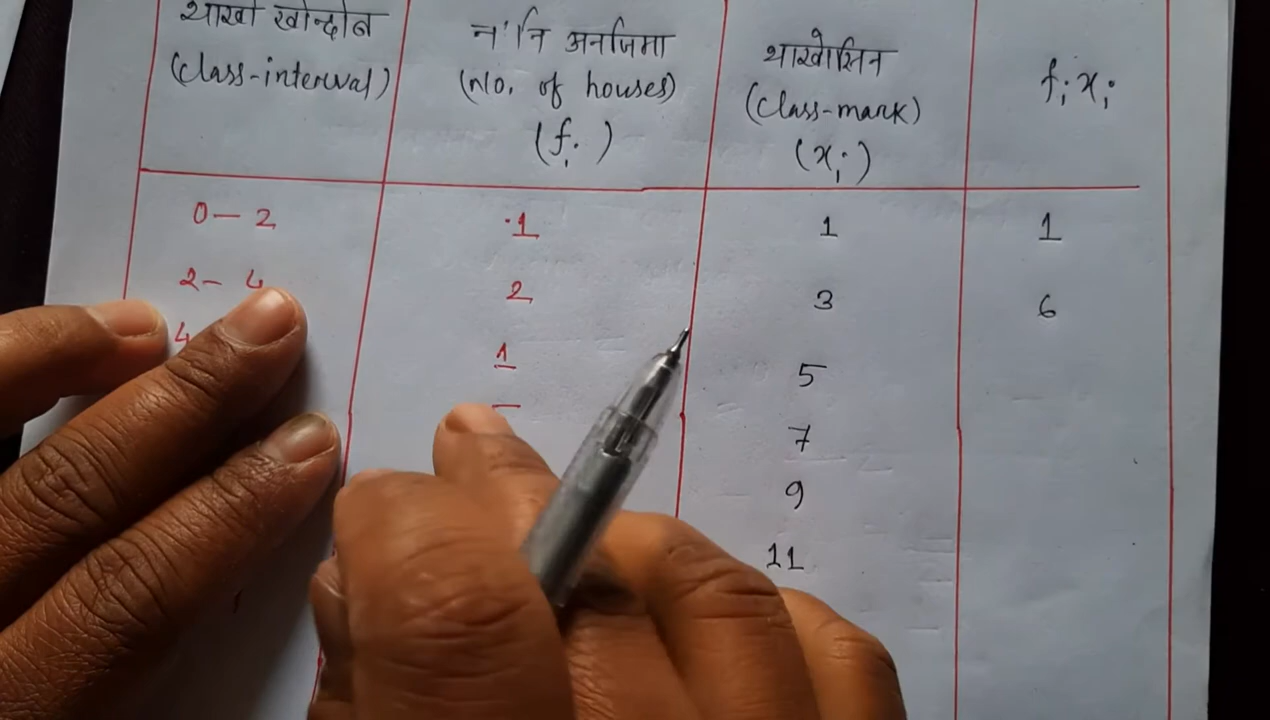 थाखो खोन्दोब
(class-interval)
न'नि अनजिमा
(No. of houses)
(fi)
थाखोसिन
(class-mark)
(xi)
fixi
0 — 2 1 1 1
2 - 4 2 3 6
4 1 5
7
9
11